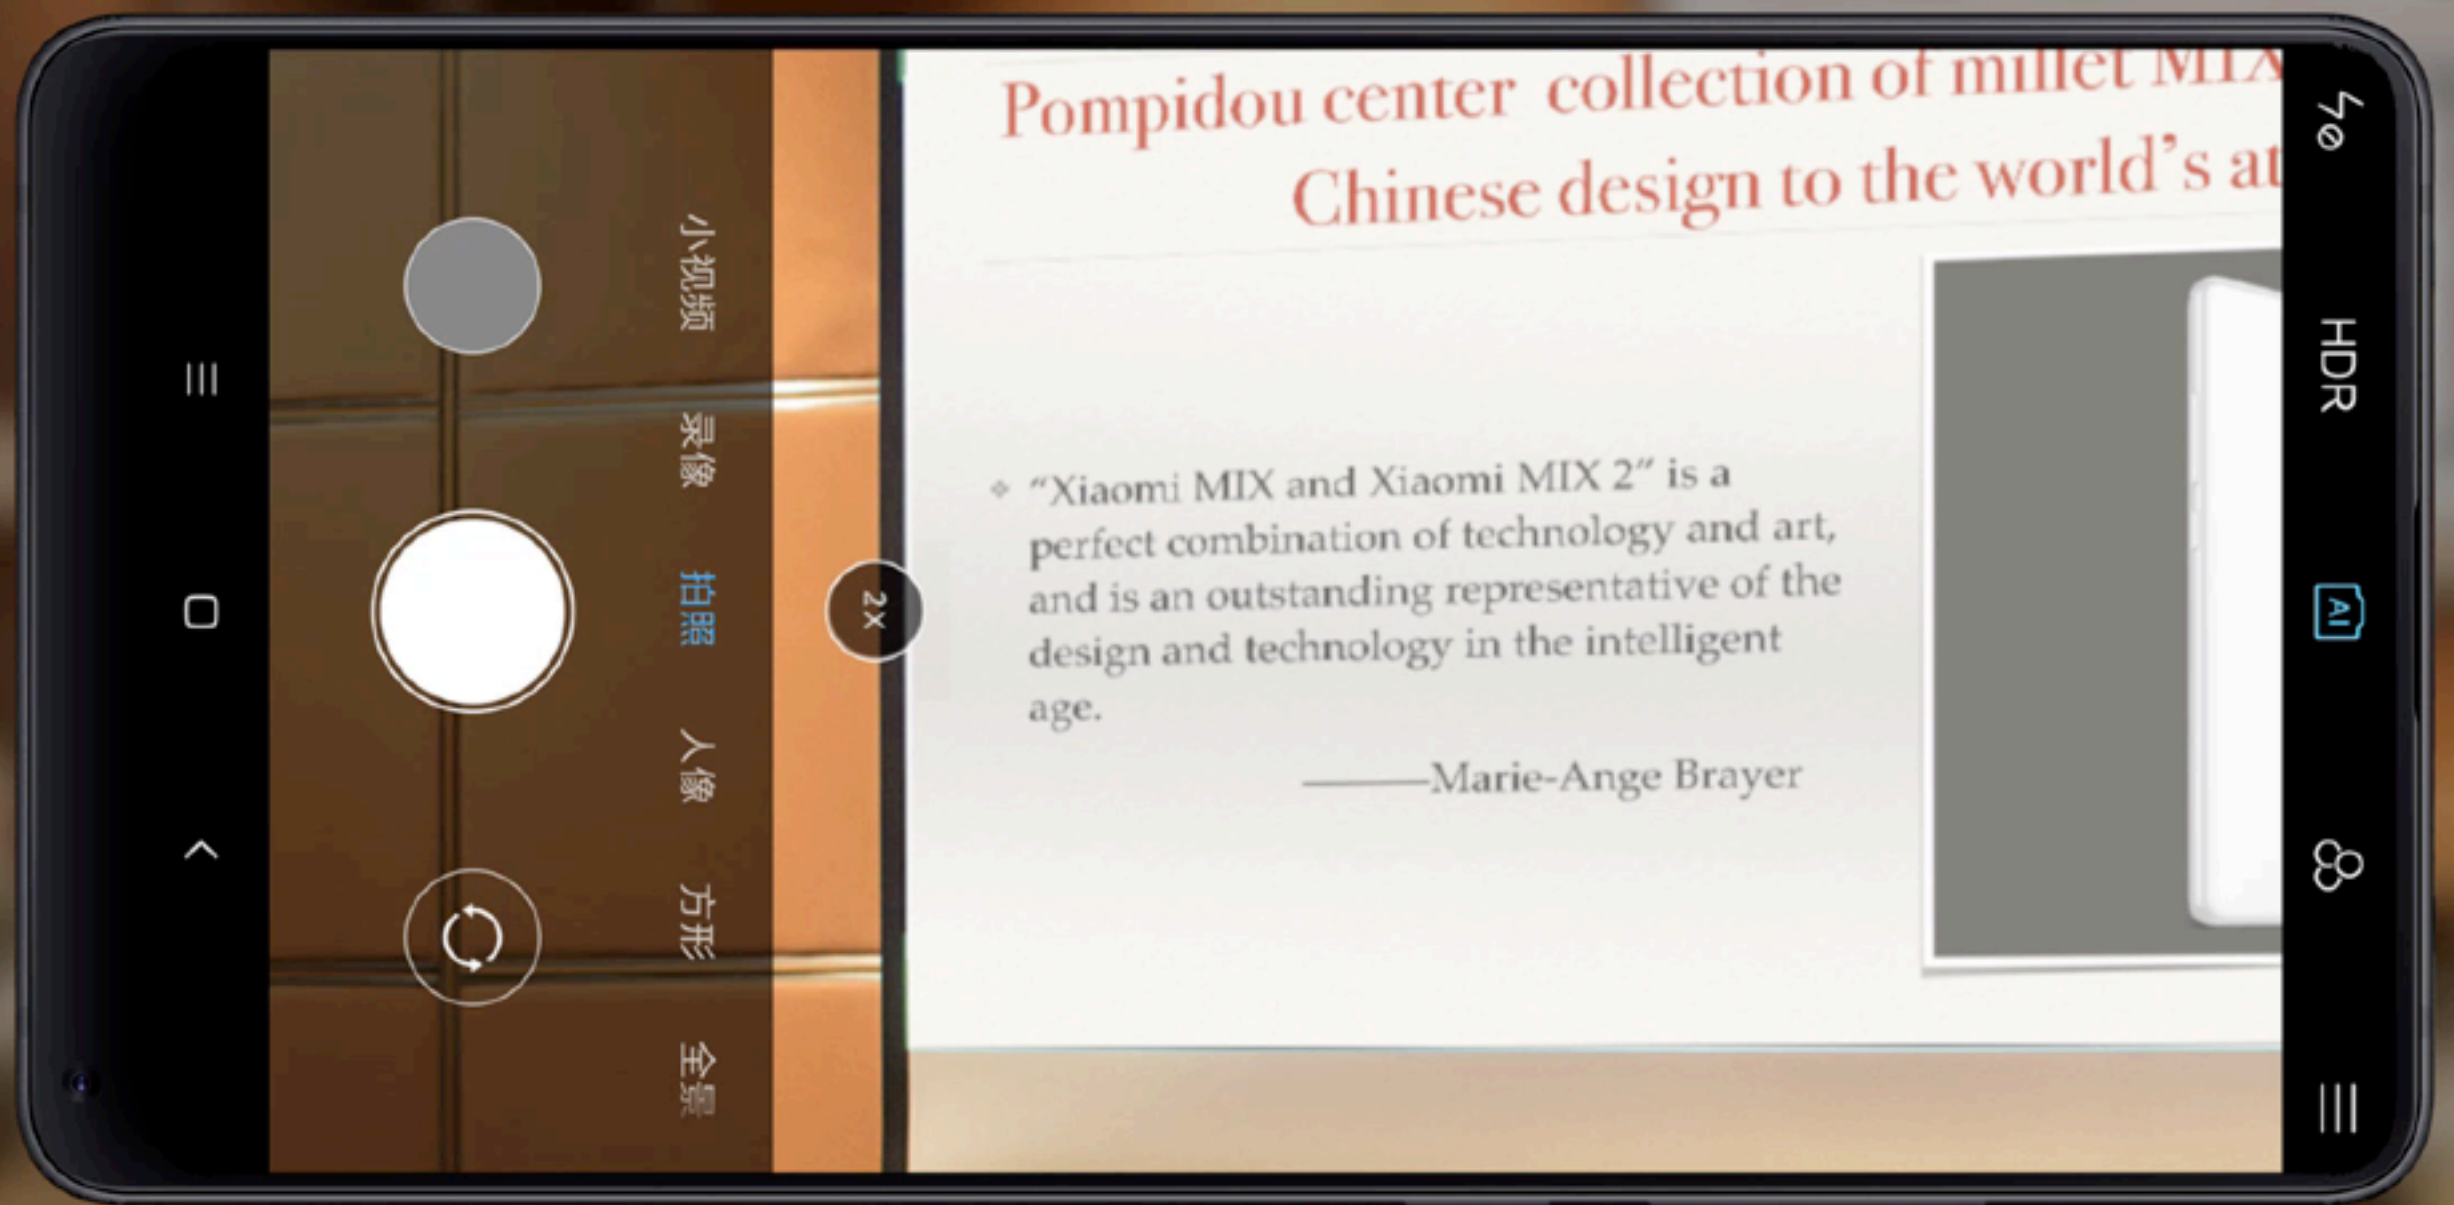 Pompidou center collection of millet MIX
Chinese design to the world's at
"Xiaomi MIX and Xiaomi MIX 2" is a
perfect combination of technology and art,
and is an outstanding representative of the
design and technology in the intelligent
age.
———Marie-Ange Brayer
小视频
录像
拍照
人像
方形
全景
2X
HDR
AI